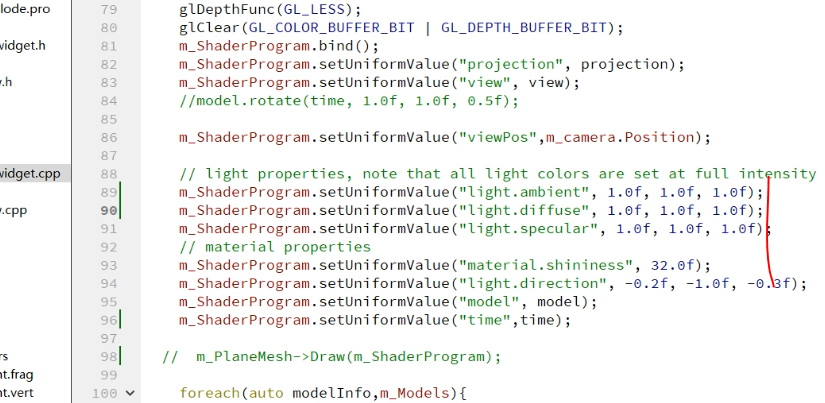 lode.pro
widget.h
.h
widget.cpp
.cpp
rs
nt.frag
nt.vert
79 glDepthFunc(GL_LESS);
80 glClear(GL_COLOR_BUFFER_BIT | GL_DEPTH_BUFFER_BIT);
81 m_ShaderProgram.bind();
82 m_ShaderProgram.setUniformValue("projection", projection);
83 m_ShaderProgram.setUniformValue("view", view);
84 //model.rotate(time, 1.0f, 1.0f, 0.5f);
85
86 m_ShaderProgram.setUniformValue("viewPos",m_camera.Position);
87
88 // light properties, note that all light colors are set at full intensity
89 m_ShaderProgram.setUniformValue("light.ambient", 1.0f, 1.0f, 1.0f);
90 m_ShaderProgram.setUniformValue("light.diffuse", 1.0f, 1.0f, 1.0f);
91 m_ShaderProgram.setUniformValue("light.specular", 1.0f, 1.0f, 1.0f);
92 // material properties
93 m_ShaderProgram.setUniformValue("material.shininess", 32.0f);
94 m_ShaderProgram.setUniformValue("light.direction", -0.2f, -1.0f, -0.3f);
95 m_ShaderProgram.setUniformValue("model", model);
96 m_ShaderProgram.setUniformValue("time",time);
97
98 // m_PlaneMesh->Draw(m_ShaderProgram);
99
100 foreach(auto modelInfo,m_Models){